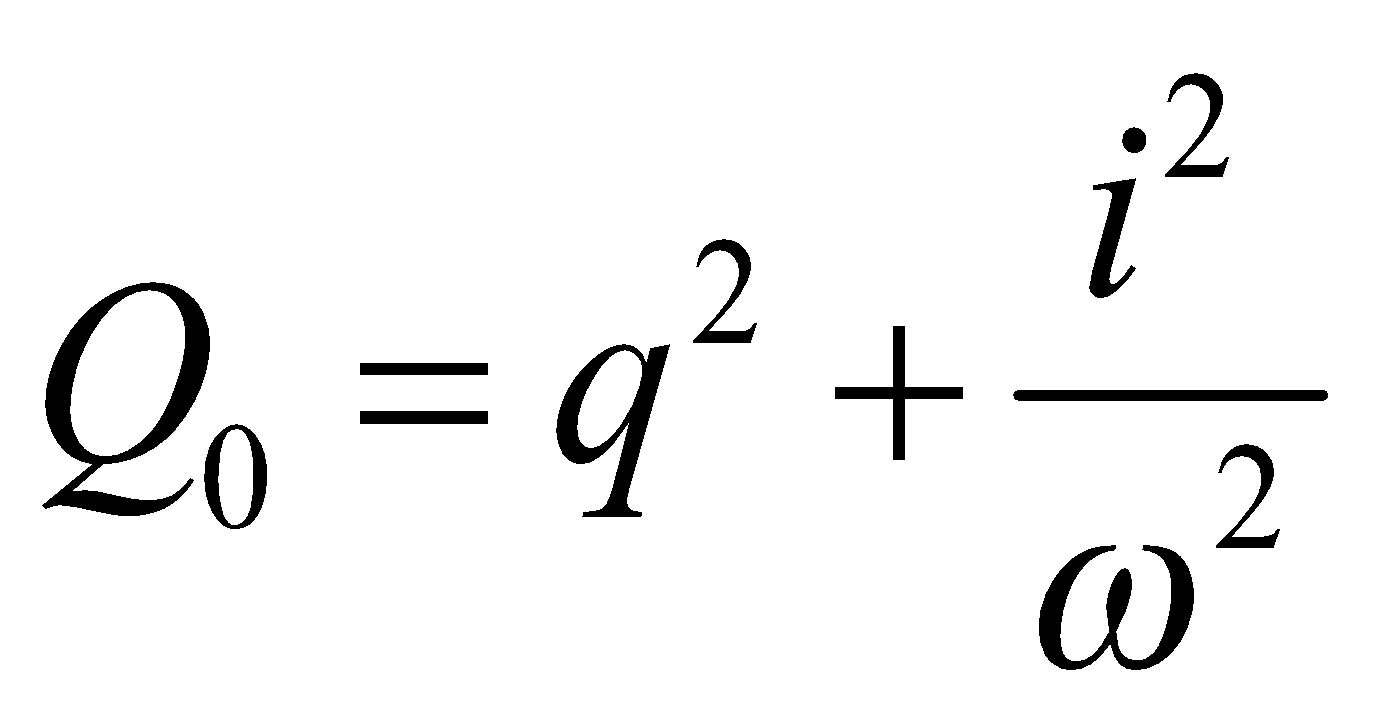 Q₀ = q² + i²/ω²